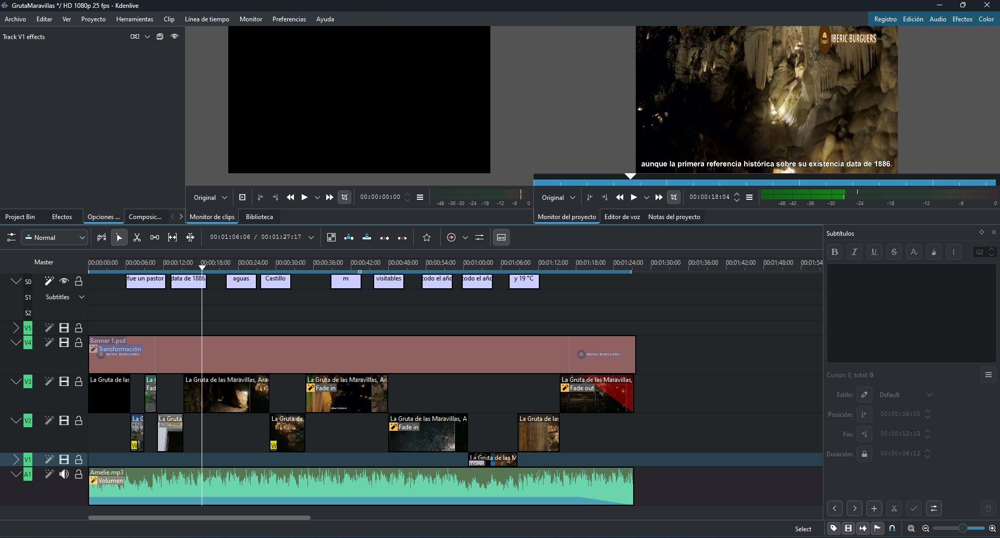 GrutaMaravillas */ HD 1080p 25 fps - Kdenlive
Archivo Editar Ver Proyecto Herramientas Clip Línea de tiempo Monitor Preferencias Ayuda Registro Edición Audio Efectos Color
Track V1 effects
IBERIC BURGUERS
aunque la primera referencia histórica sobre su existencia data de 1886.
Original 00:00:00:00 -48 -36 -30 -24 -18 -12 -6 0
Original 00:00:18:04 -48 -42 -36 -30 -24 -18 -12 -6 0
Project Bin Efectos Opciones ... Composic... Monitor de clips Biblioteca Monitor del proyecto Editor de voz Notas del proyecto
Normal 00:01:06:06 / 00:01:27:17
Subtítulos
B I U S A G2
Master 00:00:00:00 00:00:06:00 00:00:12:00 00:00:18:00 00:00:24:00 00:00:30:00 00:00:36:00 00:00:42:00 00:00:48:00 00:00:54:00 00:01:00:00 00:01:06:00 00:01:12:00 00:01:18:00 00:01:24:00 00:01:30:00 00:01:36:00 00:01:42:00 00:01:48:00 00:01:54
S0 fue un pastor data de 1886. aguas Castillo m visitables todo el año todo el año y 19 °C
S1 Subtitles
S2
V5
V4 Banner 1.psd
Transformación
IBERIC BURGUERS IBERIC BURGUERS
V3 La Gruta de las La G La Gruta de las Maravillas, Ara La Gruta de las Maravillas, Ar La Gruta de las Maravillas,
Fad Fade in Fade out
V2 La G La Gruta La Gruta de La Gruta de las Maravillas, A La Gruta de las
Fade in
W W
V1 La Gruta de las M
Wipe
A1 Amelie.mp3
Volumen
Cursor: 0, total: 0
Estilo: Default
Posición: 00:00:06:00
Fin: 00:00:12:12
Duración: 00:00:06:12
Select